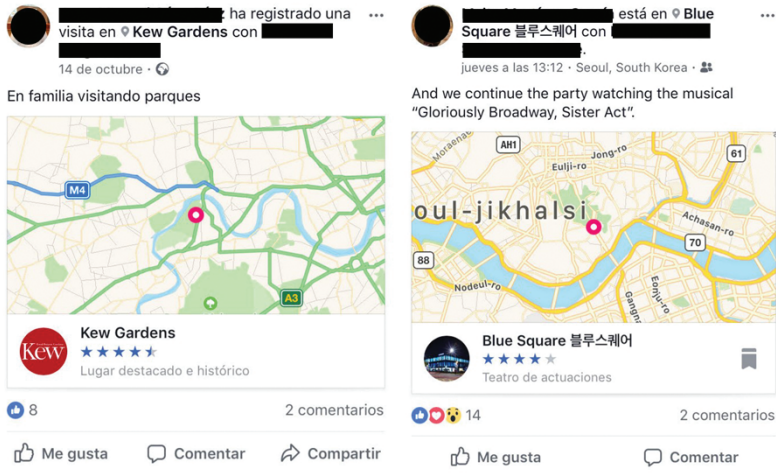 ha registrado una
visita en Kew Gardens con
14 de octubre ·
En familia visitando parques
M4
A3
Kew
Kew Gardens
Lugar destacado e histórico
8
2 comentarios
Me gusta
Comentar
Compartir
está en Blue
Square 블루스퀘어 con
jueves a las 13:12 · Seoul, South Korea ·
And we continue the party watching the musical
“Gloriously Broadway, Sister Act”.
Moraenae
AH1
Jong-ro
Eulji-ro
61
oul-jikhalsi
Achasan-ro
70
88
Nodeul-ro
Gangna
Eonju-ro
Blue Square 블루스퀘어
Teatro de actuaciones
14
2 comentarios
Me gusta
Comentar